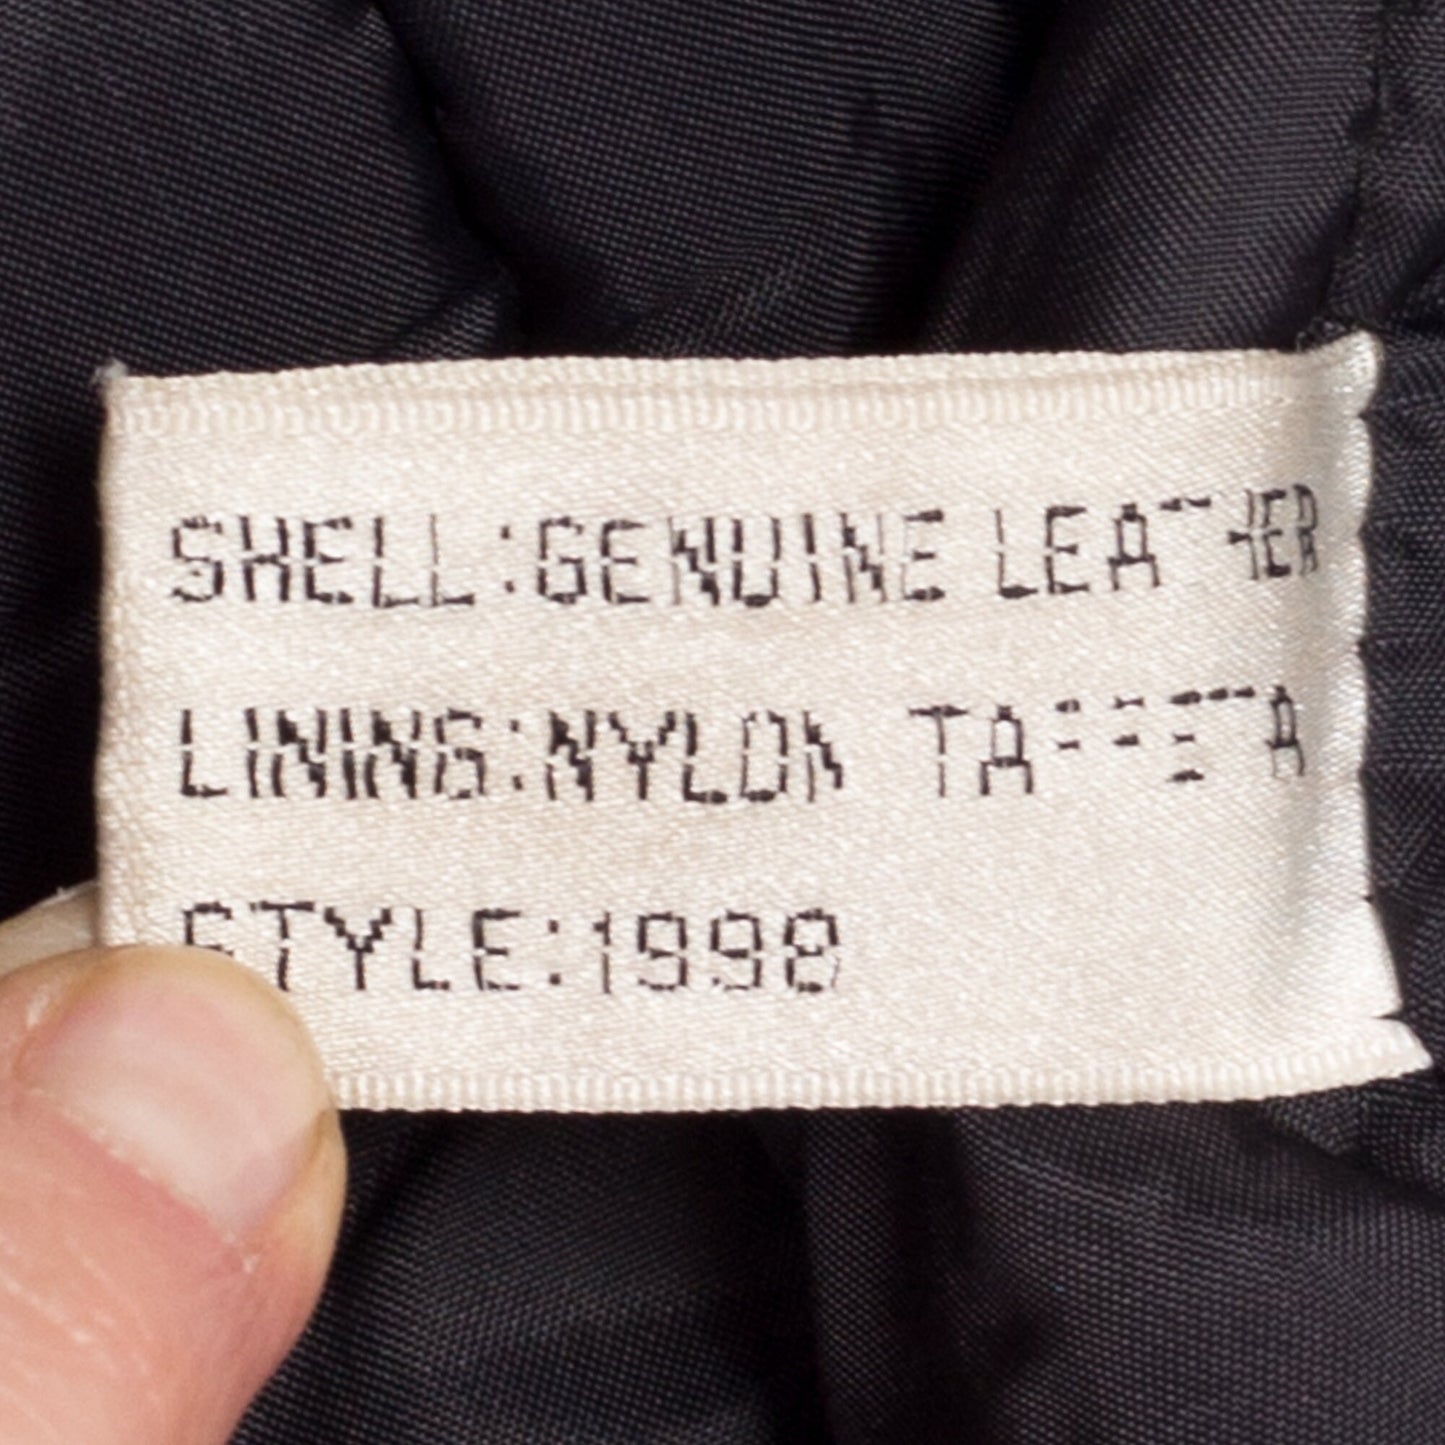 SHELL:GENUINE LEATHER
LINING:NYLON TAFFETA
STYLE:1998